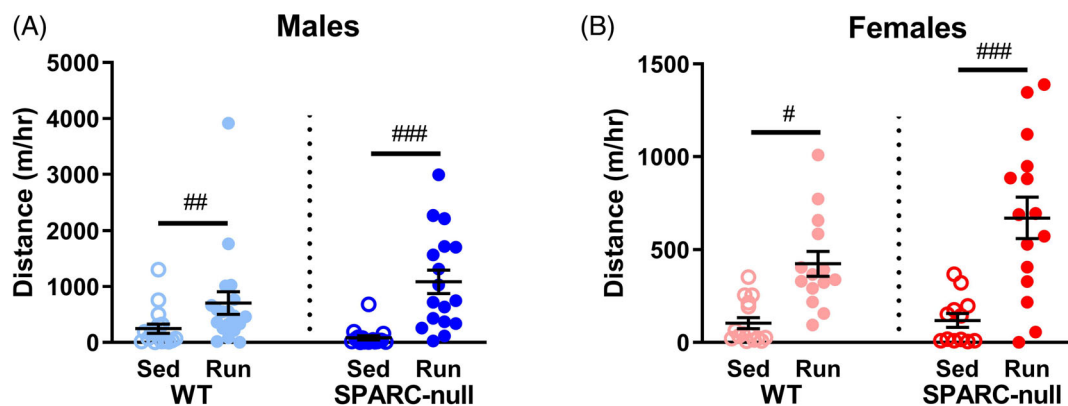 (A)
Males
Distance (m/hr)
5000
4000
3000
2000
1000
0
##
###
Sed Run Sed Run
WT SPARC-null
(B)
Females
Distance (m/hr)
1500
1000
500
0
#
###
Sed Run Sed Run
WT SPARC-null